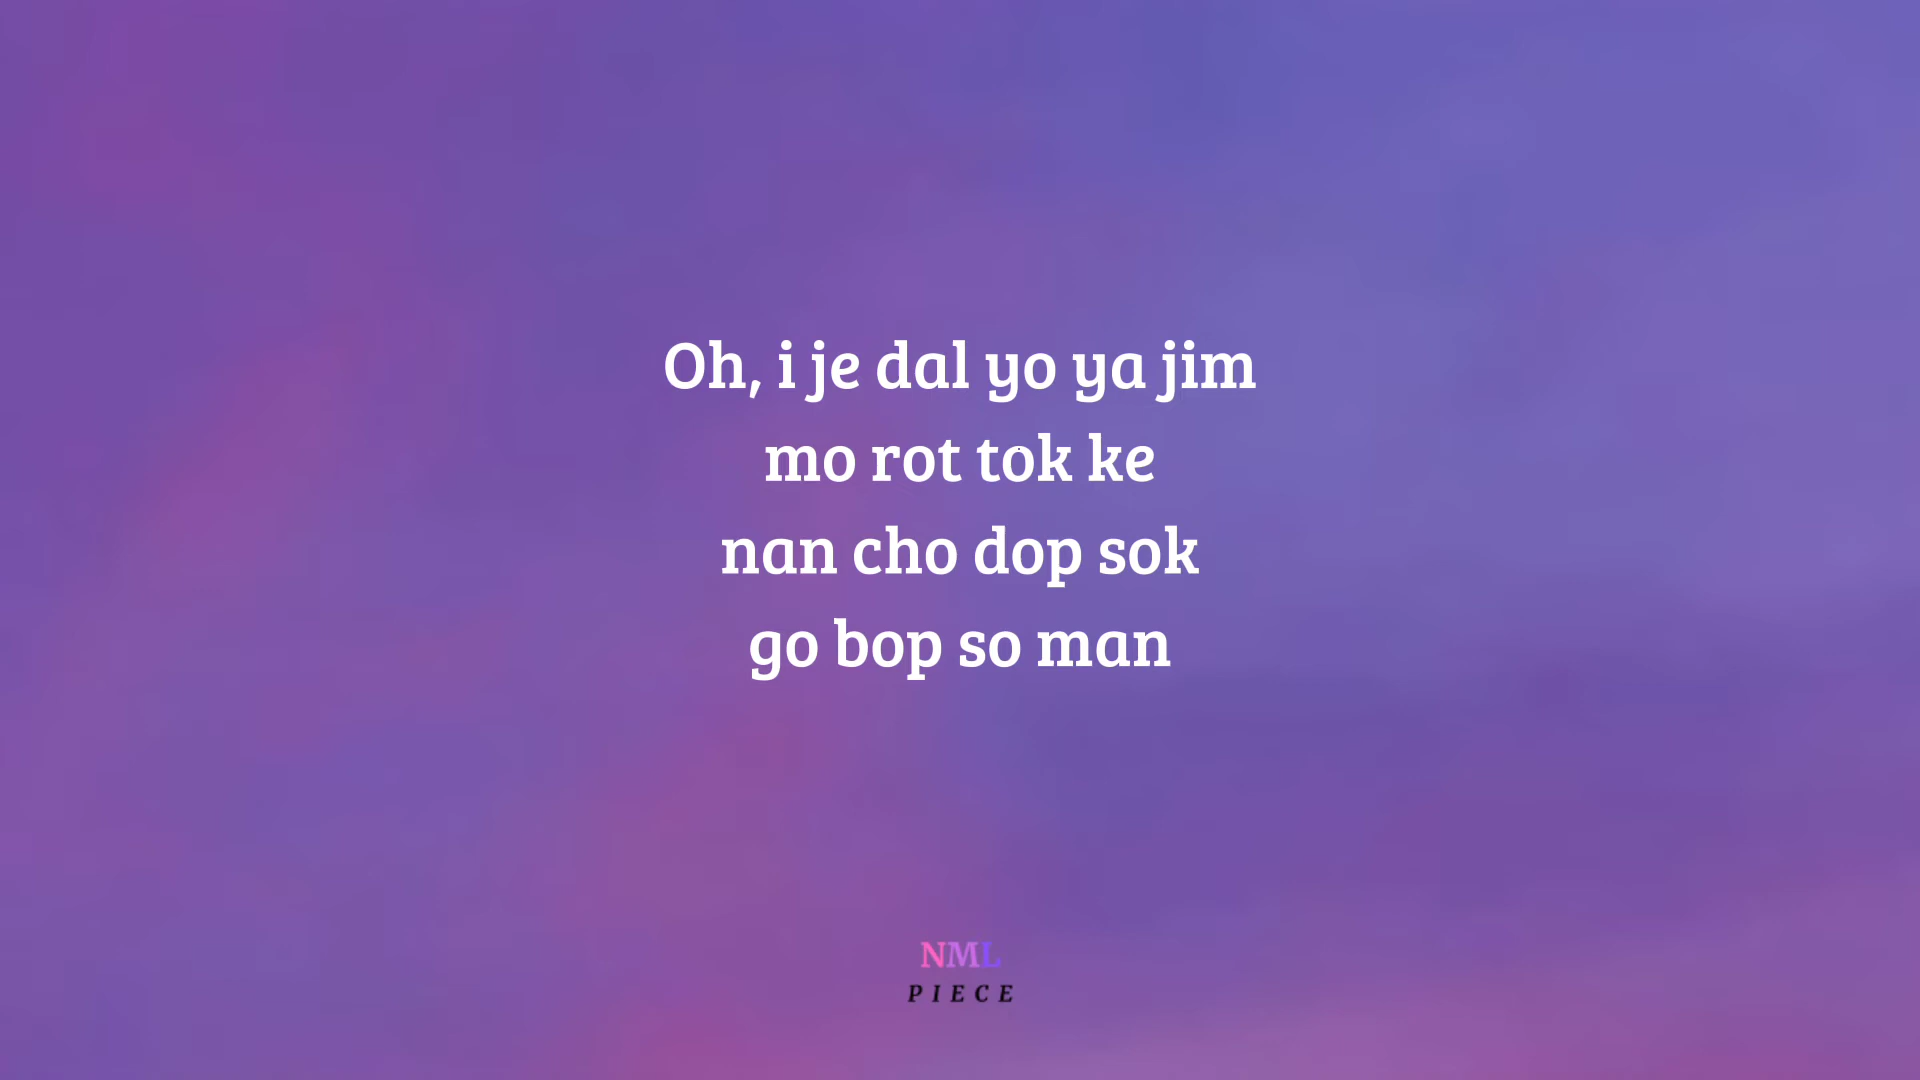 Oh, i je dal yo ya jim
mo rot tok ke
nan cho dop sok
go bop so man
NML
PIECE